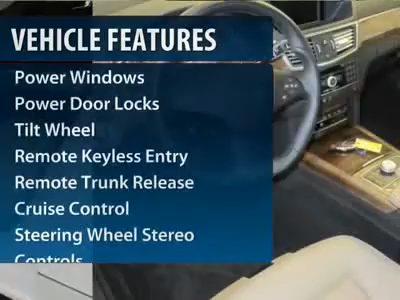 VEHICLE FEATURES
Power Windows
Power Door Locks
Tilt Wheel
Remote Keyless Entry
Remote Trunk Release
Cruise Control
Steering Wheel Stereo
Controls